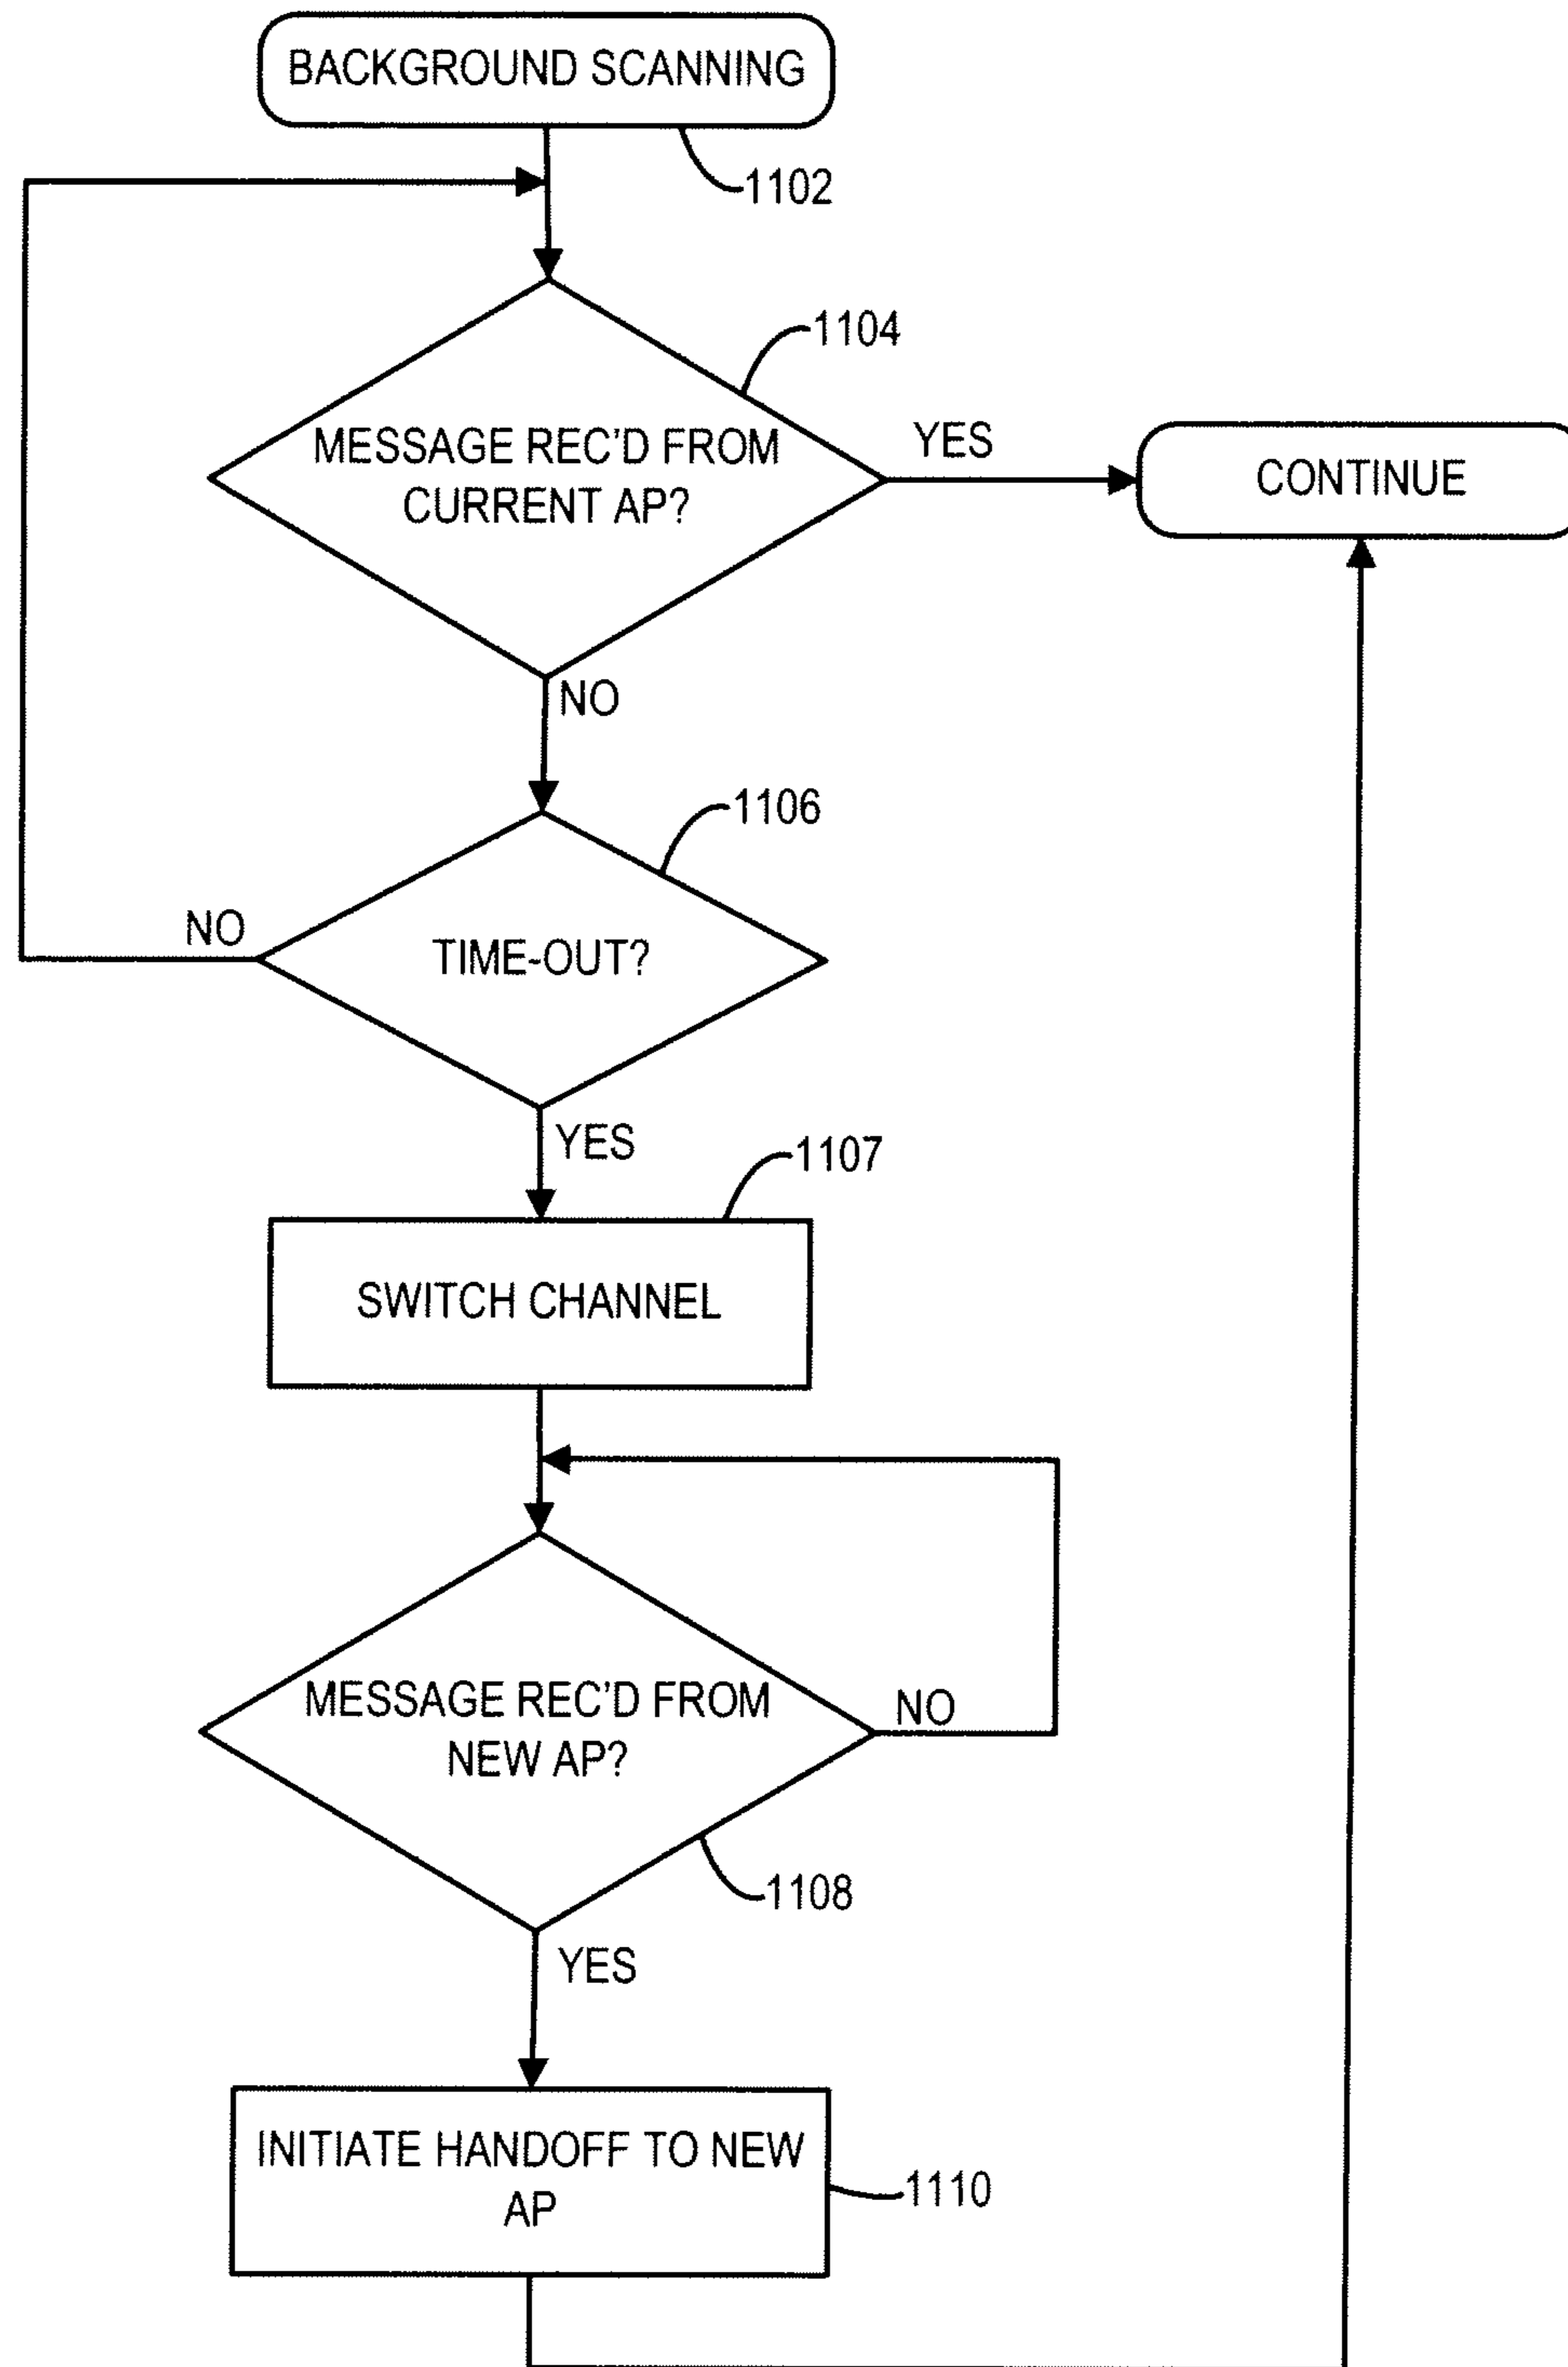 BACKGROUND SCANNING
1102
1104
MESSAGE REC'D FROM
CURRENT AP?
YES
CONTINUE
NO
1106
NO
TIME-OUT?
YES
1107
SWITCH CHANNEL
MESSAGE REC'D FROM
NEW AP?
NO
1108
YES
INITIATE HANDOFF TO NEW
AP
1110